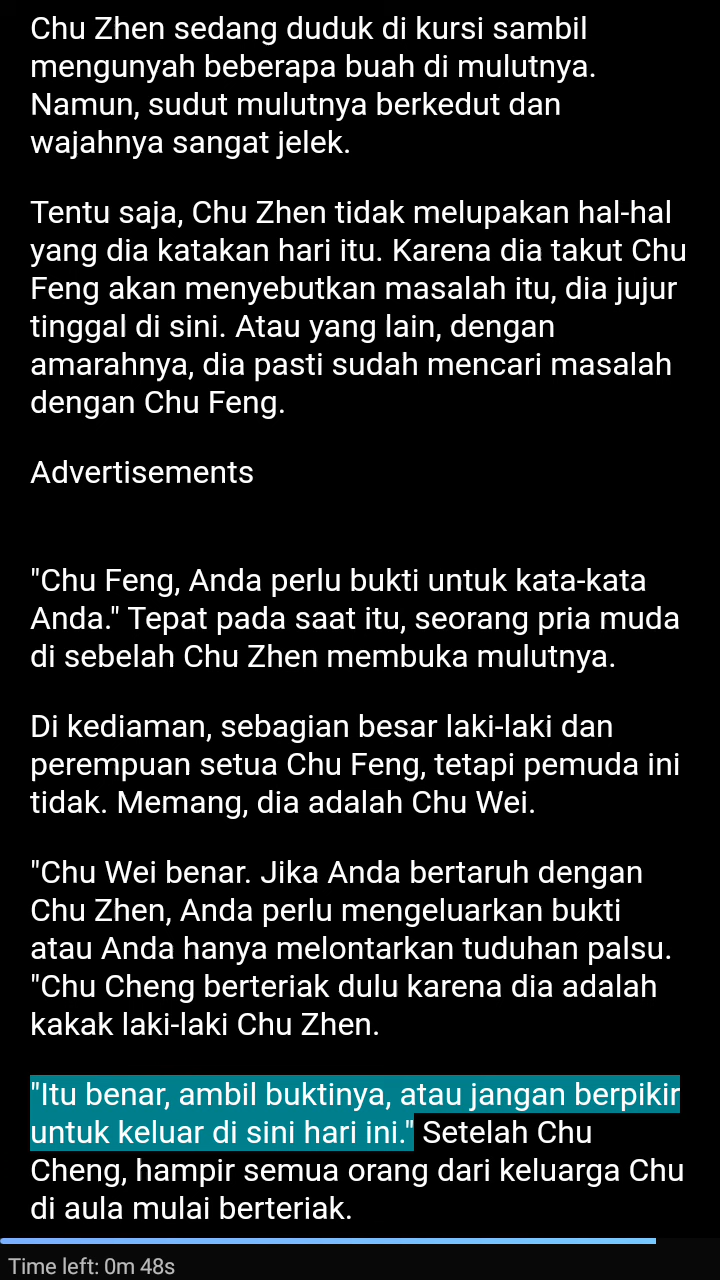 Chu Zhen sedang duduk di kursi sambil
mengunyah beberapa buah di mulutnya.
Namun, sudut mulutnya berkedut dan
wajahnya sangat jelek.
Tentu saja, Chu Zhen tidak melupakan hal-hal
yang dia katakan hari itu. Karena dia takut Chu
Feng akan menyebutkan masalah itu, dia jujur
tinggal di sini. Atau yang lain, dengan
amarahnya, dia pasti sudah mencari masalah
dengan Chu Feng.
Advertisements
"Chu Feng, Anda perlu bukti untuk kata-kata
Anda." Tepat pada saat itu, seorang pria muda
di sebelah Chu Zhen membuka mulutnya.
Di kediaman, sebagian besar laki-laki dan
perempuan setua Chu Feng, tetapi pemuda ini
tidak. Memang, dia adalah Chu Wei.
"Chu Wei benar. Jika Anda bertaruh dengan
Chu Zhen, Anda perlu mengeluarkan bukti
atau Anda hanya melontarkan tuduhan palsu.
"Chu Cheng berteriak dulu karena dia adalah
kakak laki-laki Chu Zhen.
"Itu benar, ambil buktinya, atau jangan berpikir
untuk keluar di sini hari ini." Setelah Chu
Cheng, hampir semua orang dari keluarga Chu
di aula mulai berteriak.
Time left: 0m 48s